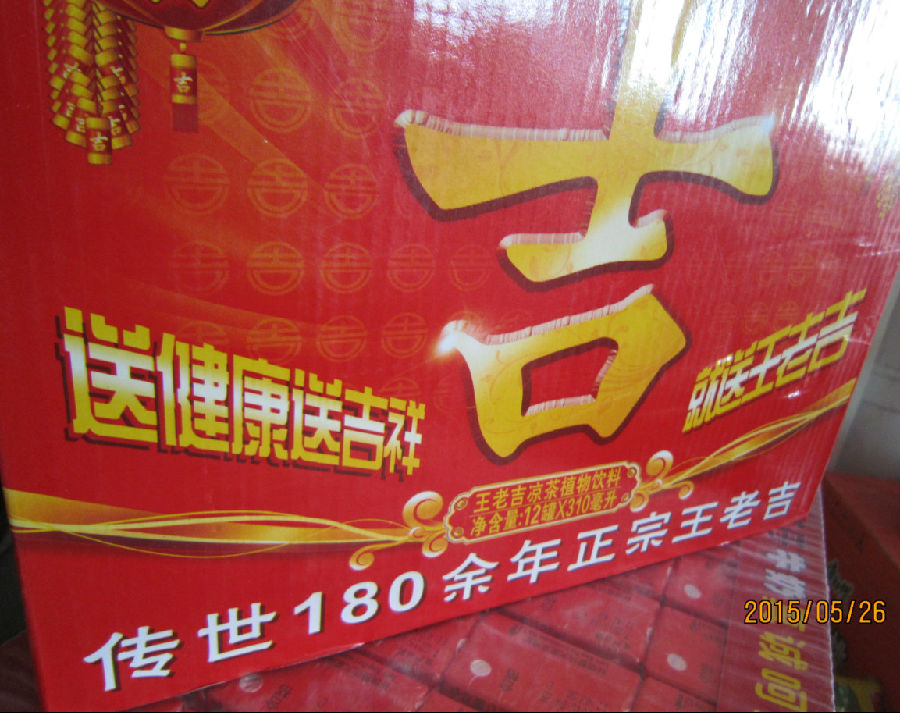 吉
送健康送吉祥
就送王老吉
王老吉凉茶植物饮料
净含量:12罐X310毫升
传世180余年正宗王老吉
2015/05/26